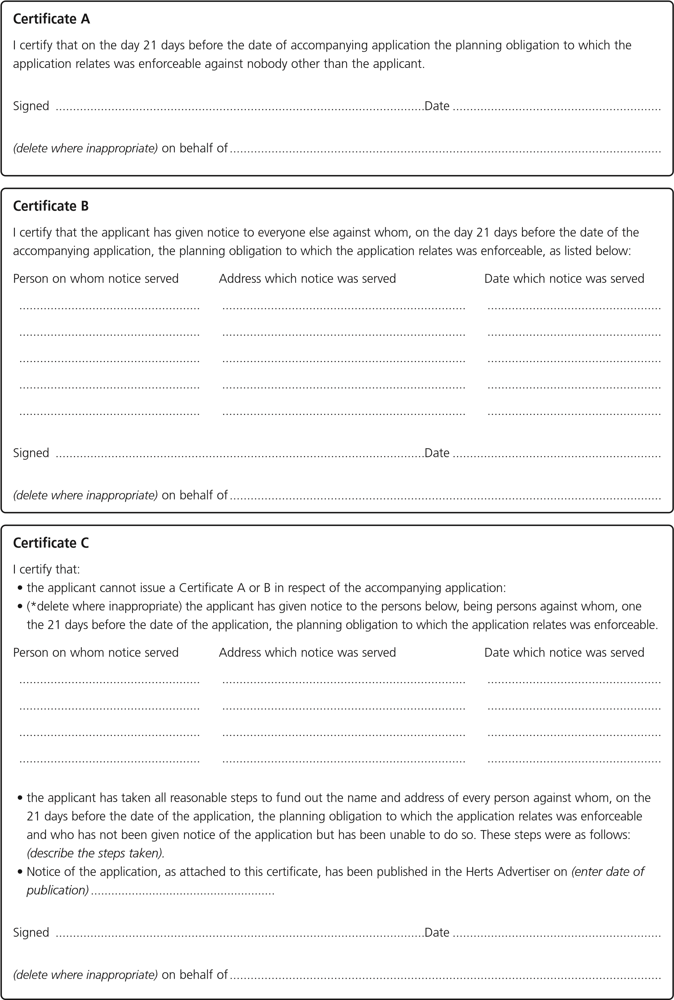 Certificate A
I certify that on the day 21 days before the date of accompanying application the planning obligation to which the
application relates was enforceable against nobody other than the applicant.
Signed ..........Date ..........
(delete where inappropriate) on behalf of..........
Certificate B
I certify that the applicant has given notice to everyone else against whom, on the day 21 days before the date of the
accompanying application, the planning obligation to which the application relates was enforceable, as listed below:
Person on whom notice served Address which notice was served Date which notice was served
.......... .......... ..........
.......... .......... ..........
.......... .......... ..........
.......... .......... ..........
.......... .......... ..........
Signed ..........Date ..........
(delete where inappropriate) on behalf of..........
Certificate C
I certify that:
• the applicant cannot issue a Certificate A or B in respect of the accompanying application:
• (*delete where inappropriate) the applicant has given notice to the persons below, being persons against whom, one
the 21 days before the date of the application, the planning obligation to which the application relates was enforceable.
Person on whom notice served Address which notice was served Date which notice was served
.......... .......... ..........
.......... .......... ..........
.......... .......... ..........
.......... .......... ..........
• the applicant has taken all reasonable steps to fund out the name and address of every person against whom, on the
21 days before the date of the application, the planning obligation to which the application relates was enforceable
and who has not been given notice of the application but has been unable to do so. These steps were as follows:
(describe the steps taken).
• Notice of the application, as attached to this certificate, has been published in the Herts Advertiser on (enter date of
publication) ..........
Signed ..........Date ..........
(delete where inappropriate) on behalf of..........